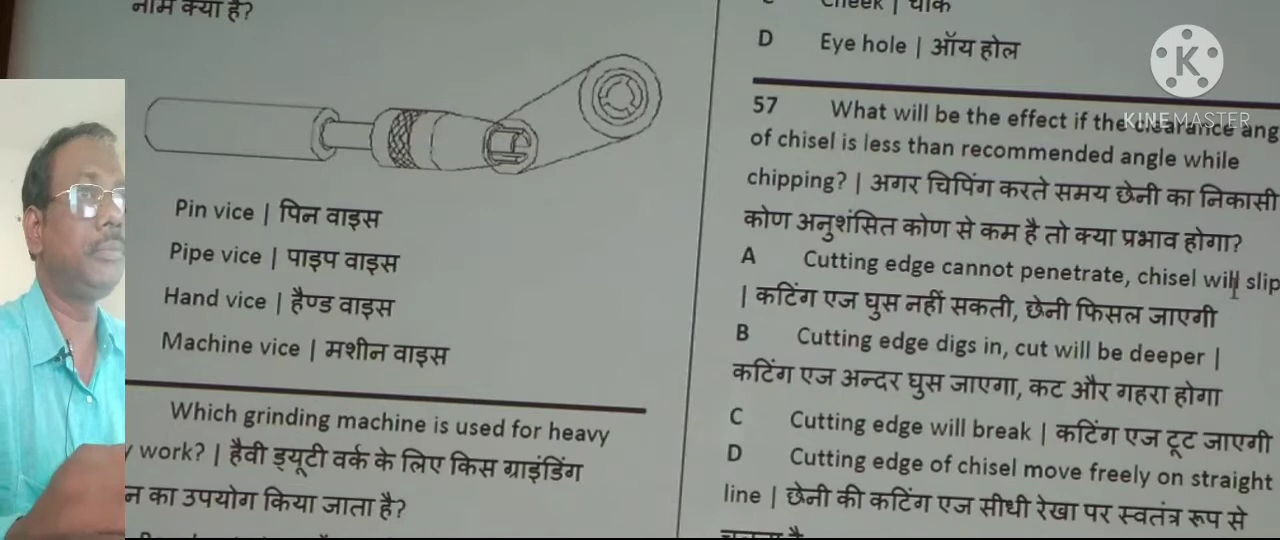 नाम क्या है?
Pin vice | पिन वाइस
Pipe vice | पाइप वाइस
Hand vice | हैण्ड वाइस
Machine vice | मशीन वाइस
Which grinding machine is used for heavy
work? | हैवी ड्यूटी वर्क के लिए किस ग्राइंडिंग
का उपयोग किया जाता है?
Cheek | चीक
D Eye hole | ऑय होल
57 What will be the effect if the clearance ang
of chisel is less than recommended angle while
chipping? | अगर चिपिंग करते समय छेनी का निकासी
कोण अनुशंसित कोण से कम है तो क्या प्रभाव होगा?
A Cutting edge cannot penetrate, chisel will slip
| कटिंग एज घुस नहीं सकती, छेनी फिसल जाएगी
B Cutting edge digs in, cut will be deeper |
कटिंग एज अन्दर घुस जाएगा, कट और गहरा होगा
C Cutting edge will break | कटिंग एज टूट जाएगी
D Cutting edge of chisel move freely on straight
line | छेनी की कटिंग एज सीधी रेखा पर स्वतंत्र रूप से
K
KINEMASTER